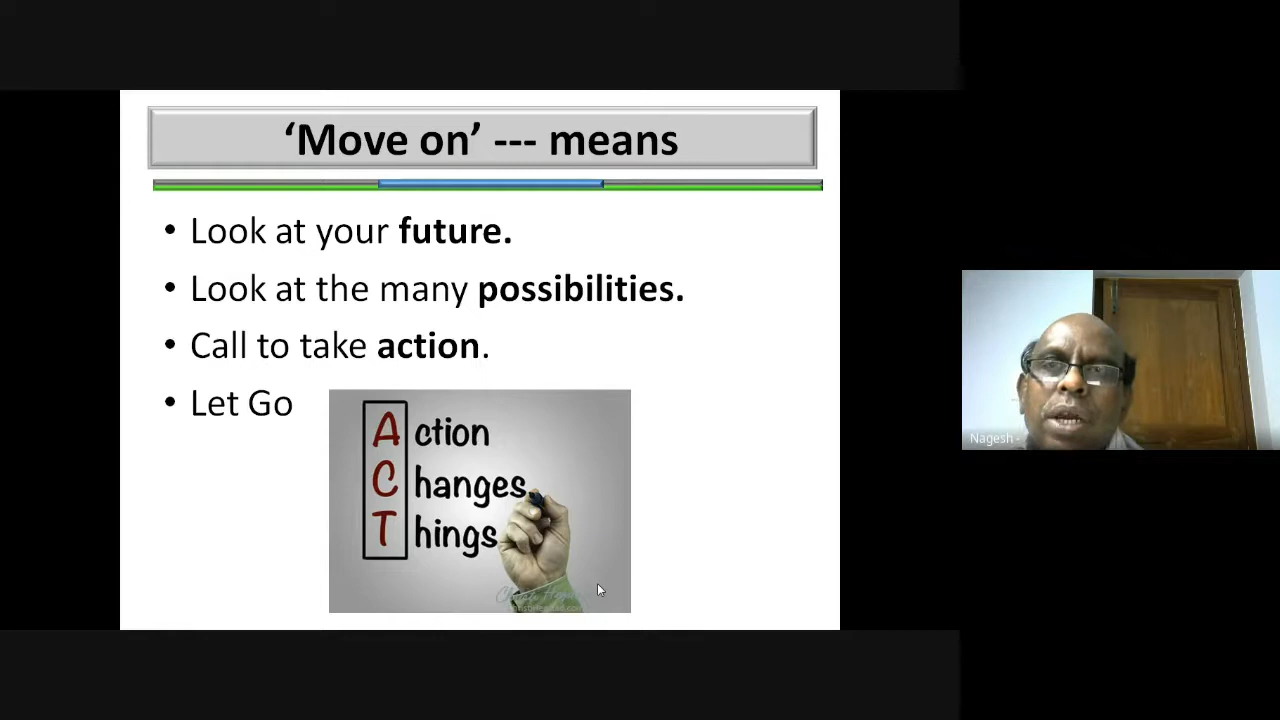 ‘Move on’ --- means
• Look at your future.
• Look at the many possibilities.
• Call to take action.
• Let Go
Action
Changes
Things
Nagesh -